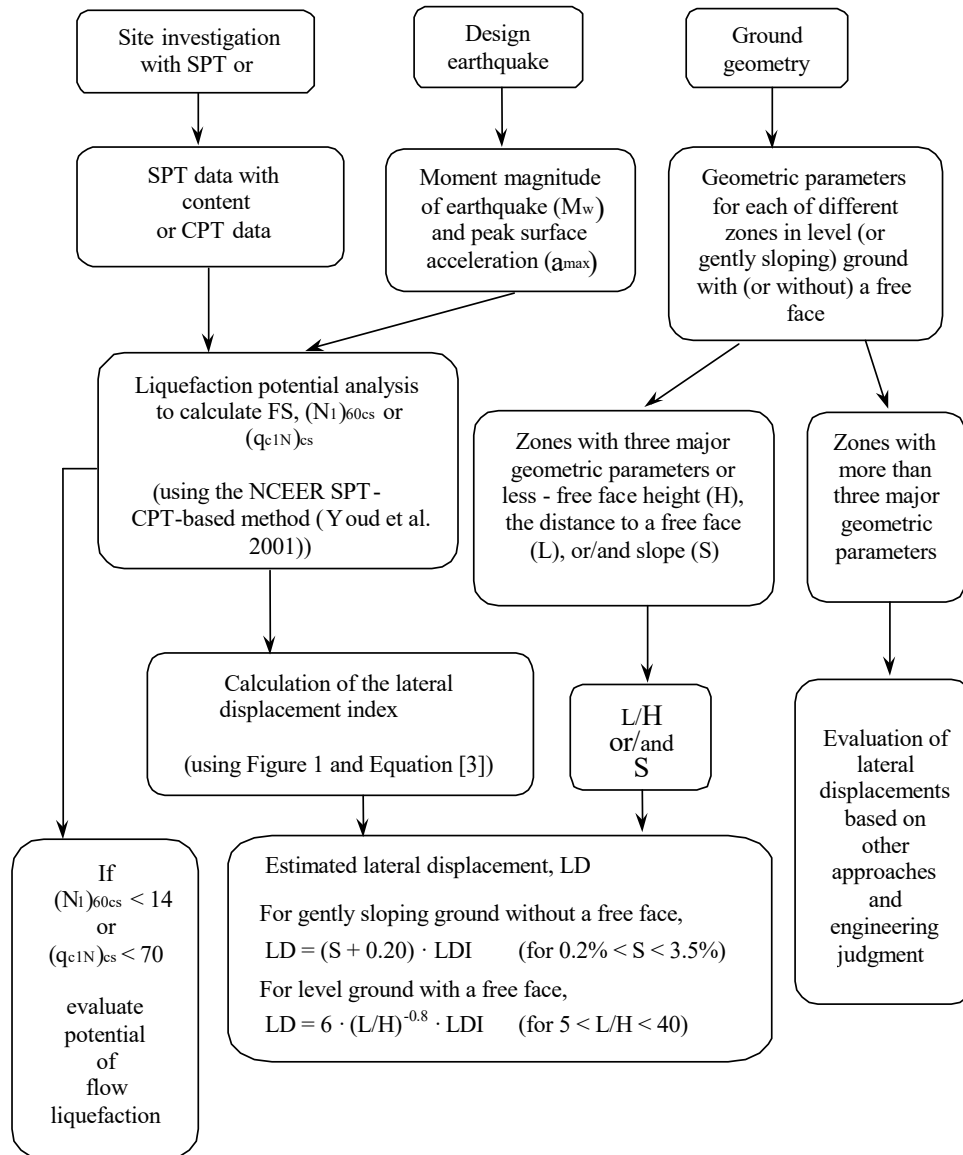 Site investigation
with SPT or
Design
earthquake
Ground
geometry
SPT data with
content
or CPT data
Moment magnitude
of earthquake (Mw)
and peak surface
acceleration (amax)
Geometric parameters
for each of different
zones in level (or
gently sloping) ground
with (or without) a free
face
Liquefaction potential analysis
to calculate FS, (N1)60cs or
(qc1N)cs
(using the NCEER SPT-
CPT-based method (Youd et al.
2001))
Zones with three major
geometric parameters or
less - free face height (H),
the distance to a free face
(L), or/and slope (S)
Zones with
more than
three major
geometric
parameters
Calculation of the lateral
displacement index
(using Figure 1 and Equation [3])
L/H
or/and
S
Evaluation of
lateral
displacements
based on
other
approaches
and
engineering
judgment
If
(N1)60cs < 14
or
(qc1N)cs < 70
evaluate
potential
of
flow
liquefaction
Estimated lateral displacement, LD
For gently sloping ground without a free face,
LD = (S + 0.20) · LDI (for 0.2% < S < 3.5%)
For level ground with a free face,
LD = 6 · (L/H)^-0.8 · LDI (for 5 < L/H < 40)